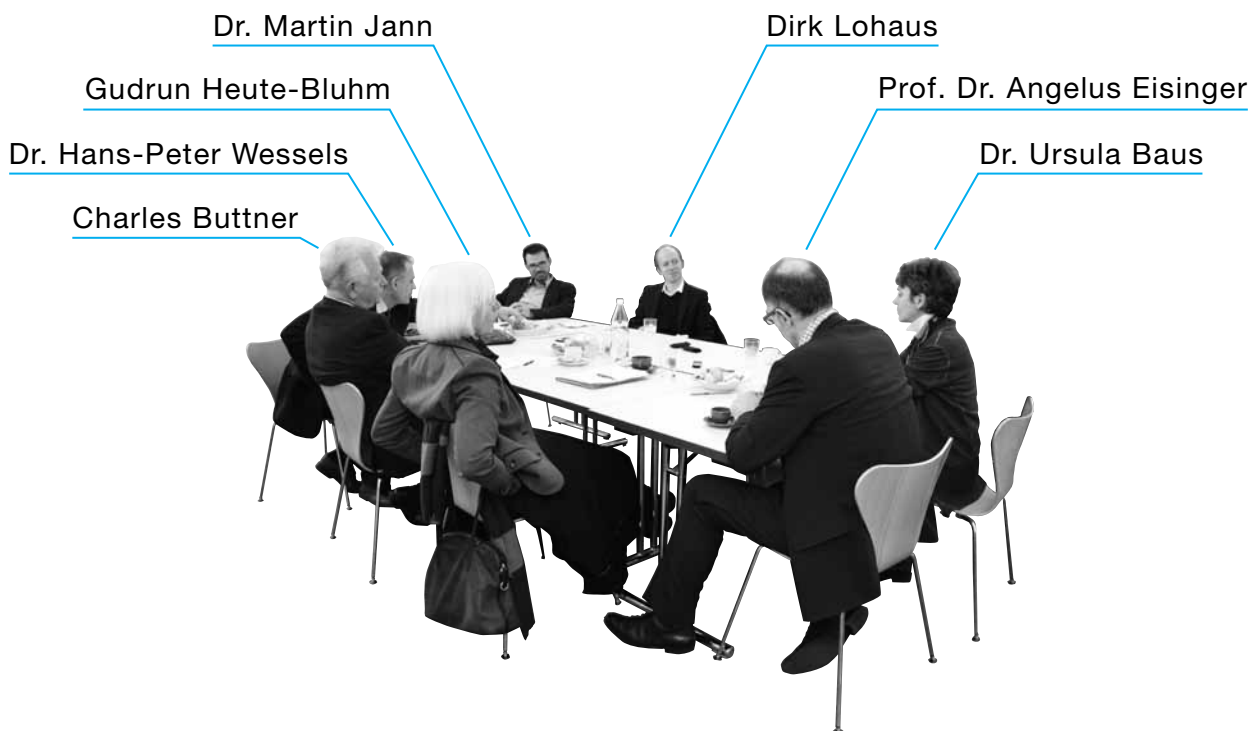 Dr. Martin Jann
Dirk Lohaus
Gudrun Heute-Bluhm
Prof. Dr. Angelus Eisinger
Dr. Hans-Peter Wessels
Dr. Ursula Baus
Charles Buttner